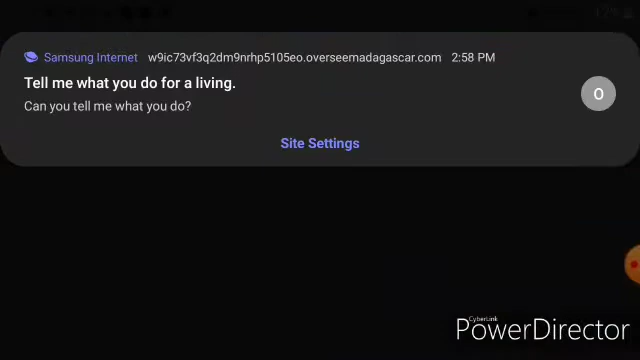 Samsung Internet w9ic73vf3q2dm9nrhp5105eo.overseemadagascar.com 2:58 PM
Tell me what you do for a living.
Can you tell me what you do?
O
Site Settings
CyberLink
PowerDirector